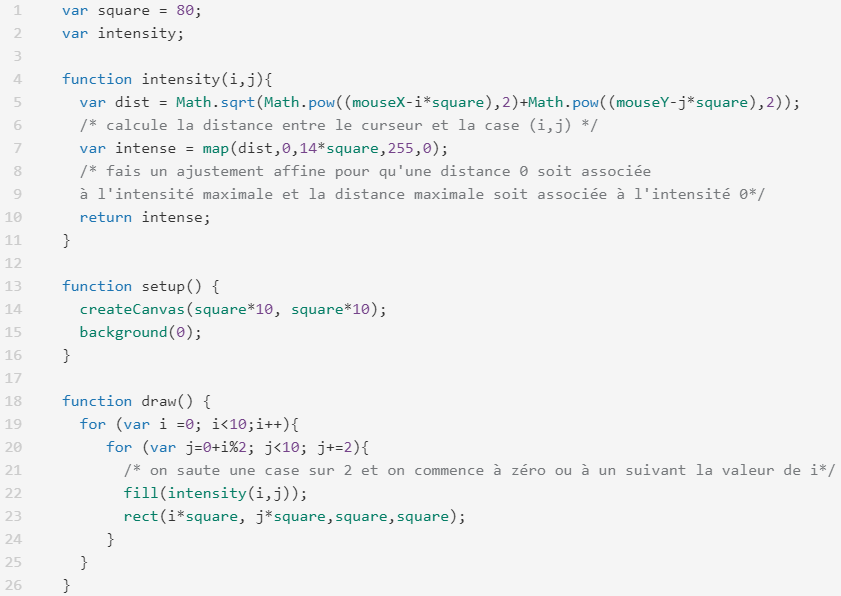 1 var square = 80;
2 var intensity;
3
4 function intensity(i,j){
5   var dist = Math.sqrt(Math.pow((mouseX-i*square),2)+Math.pow((mouseY-j*square),2));
6   /* calcule la distance entre le curseur et la case (i,j) */
7   var intense = map(dist,0,14*square,255,0);
8   /* fais un ajustement affine pour qu'une distance 0 soit associée
9   à l'intensité maximale et la distance maximale soit associée à l'intensité 0*/
10   return intense;
11 }
12
13 function setup() {
14   createCanvas(square*10, square*10);
15   background(0);
16 }
17
18 function draw() {
19   for (var i =0; i<10;i++){
20      for (var j=0+i%2; j<10; j+=2){
21        /* on saute une case sur 2 et on commence à zéro ou à un suivant la valeur de i*/
22        fill(intensity(i,j));
23        rect(i*square, j*square,square,square);
24      }
25   }
26 }